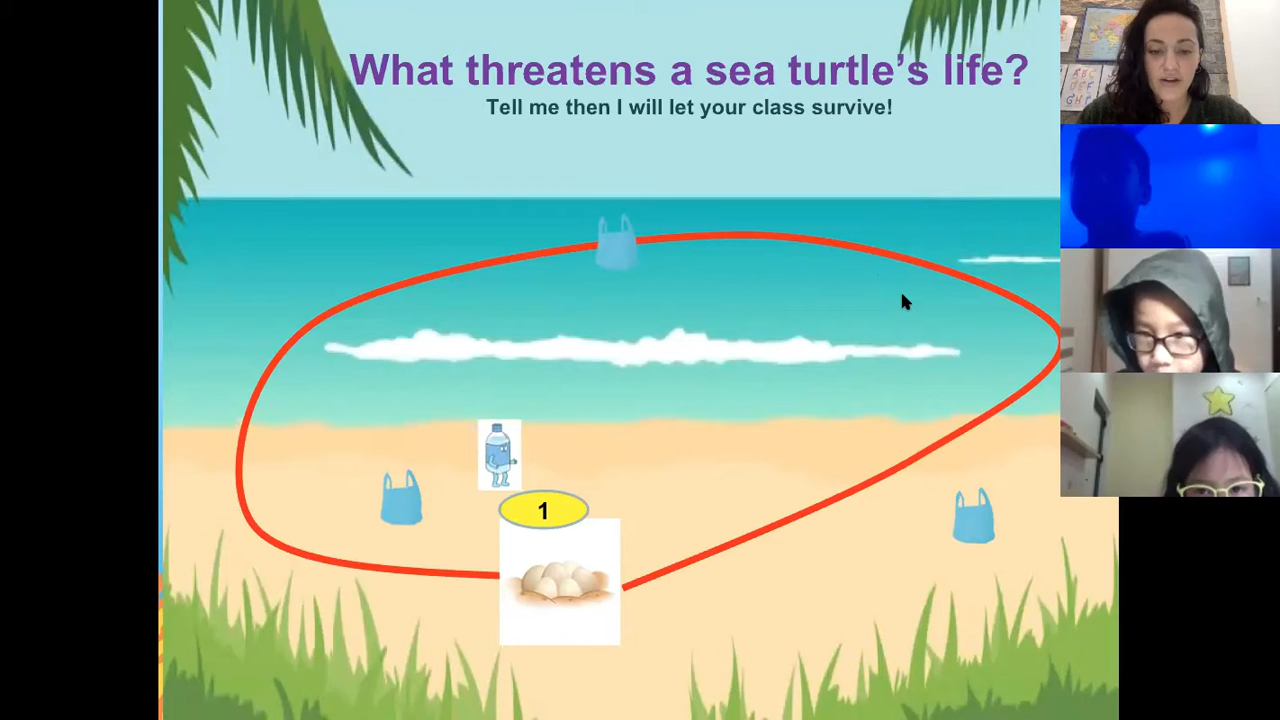 What threatens a sea turtle's life?
Tell me then I will let your class survive!
1